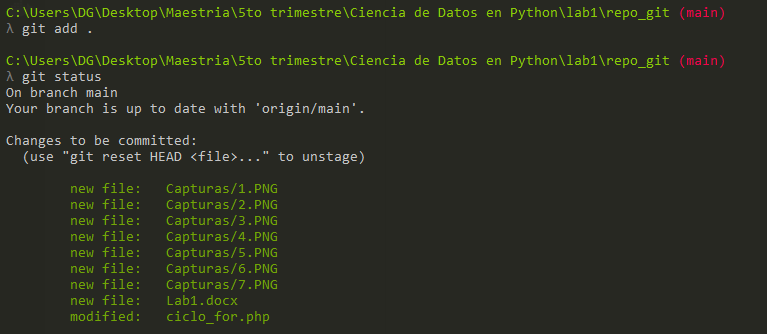 C:\Users\DG\Desktop\Maestria\5to trimestre\Ciencia de Datos en Python\lab1\repo_git (main)
λ git add .
C:\Users\DG\Desktop\Maestria\5to trimestre\Ciencia de Datos en Python\lab1\repo_git (main)
λ git status
On branch main
Your branch is up to date with 'origin/main'.
Changes to be committed:
(use "git reset HEAD <file>..." to unstage)
new file: Capturas/1.PNG
new file: Capturas/2.PNG
new file: Capturas/3.PNG
new file: Capturas/4.PNG
new file: Capturas/5.PNG
new file: Capturas/6.PNG
new file: Capturas/7.PNG
new file: Lab1.docx
modified: ciclo_for.php